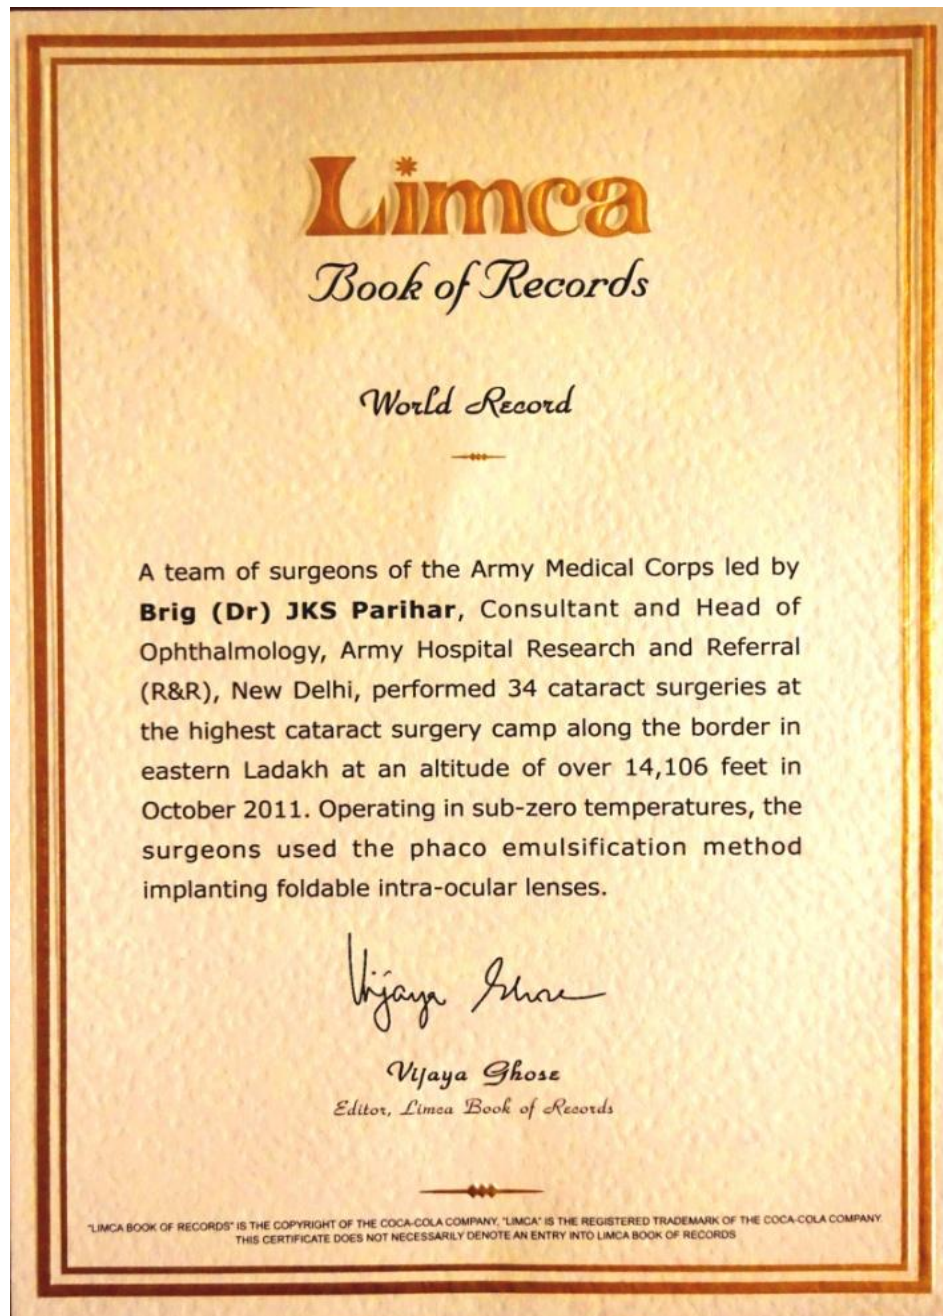 Limca
Book of Records
World Record
A team of surgeons of the Army Medical Corps led by
Brig (Dr) JKS Parihar, Consultant and Head of
Ophthalmology, Army Hospital Research and Referral
(R&R), New Delhi, performed 34 cataract surgeries at
the highest cataract surgery camp along the border in
eastern Ladakh at an altitude of over 14,106 feet in
October 2011. Operating in sub-zero temperatures, the
surgeons used the phaco emulsification method
implanting foldable intra-ocular lenses.
Vijaya Ghose
Vijaya Ghose
Editor, Limca Book of Records
"LIMCA BOOK OF RECORDS" IS THE COPYRIGHT OF THE COCA-COLA COMPANY, "LIMCA" IS THE REGISTERED TRADEMARK OF THE COCA-COLA COMPANY.
THIS CERTIFICATE DOES NOT NECESSARILY DENOTE AN ENTRY INTO LIMCA BOOK OF RECORDS